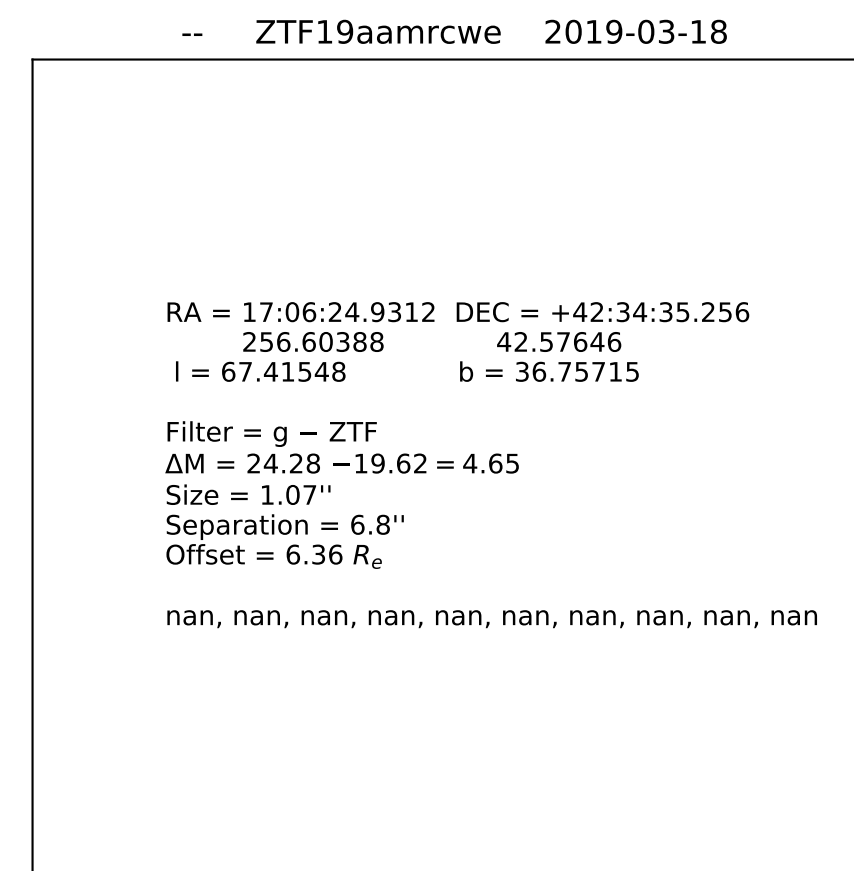 -- ZTF19aamrcwe 2019-03-18
RA = 17:06:24.9312 DEC = +42:34:35.256
256.60388 42.57646
l = 67.41548 b = 36.75715
Filter = g − ZTF
ΔM = 24.28 −19.62 = 4.65
Size = 1.07''
Separation = 6.8''
Offset = 6.36 Re
nan, nan, nan, nan, nan, nan, nan, nan, nan, nan